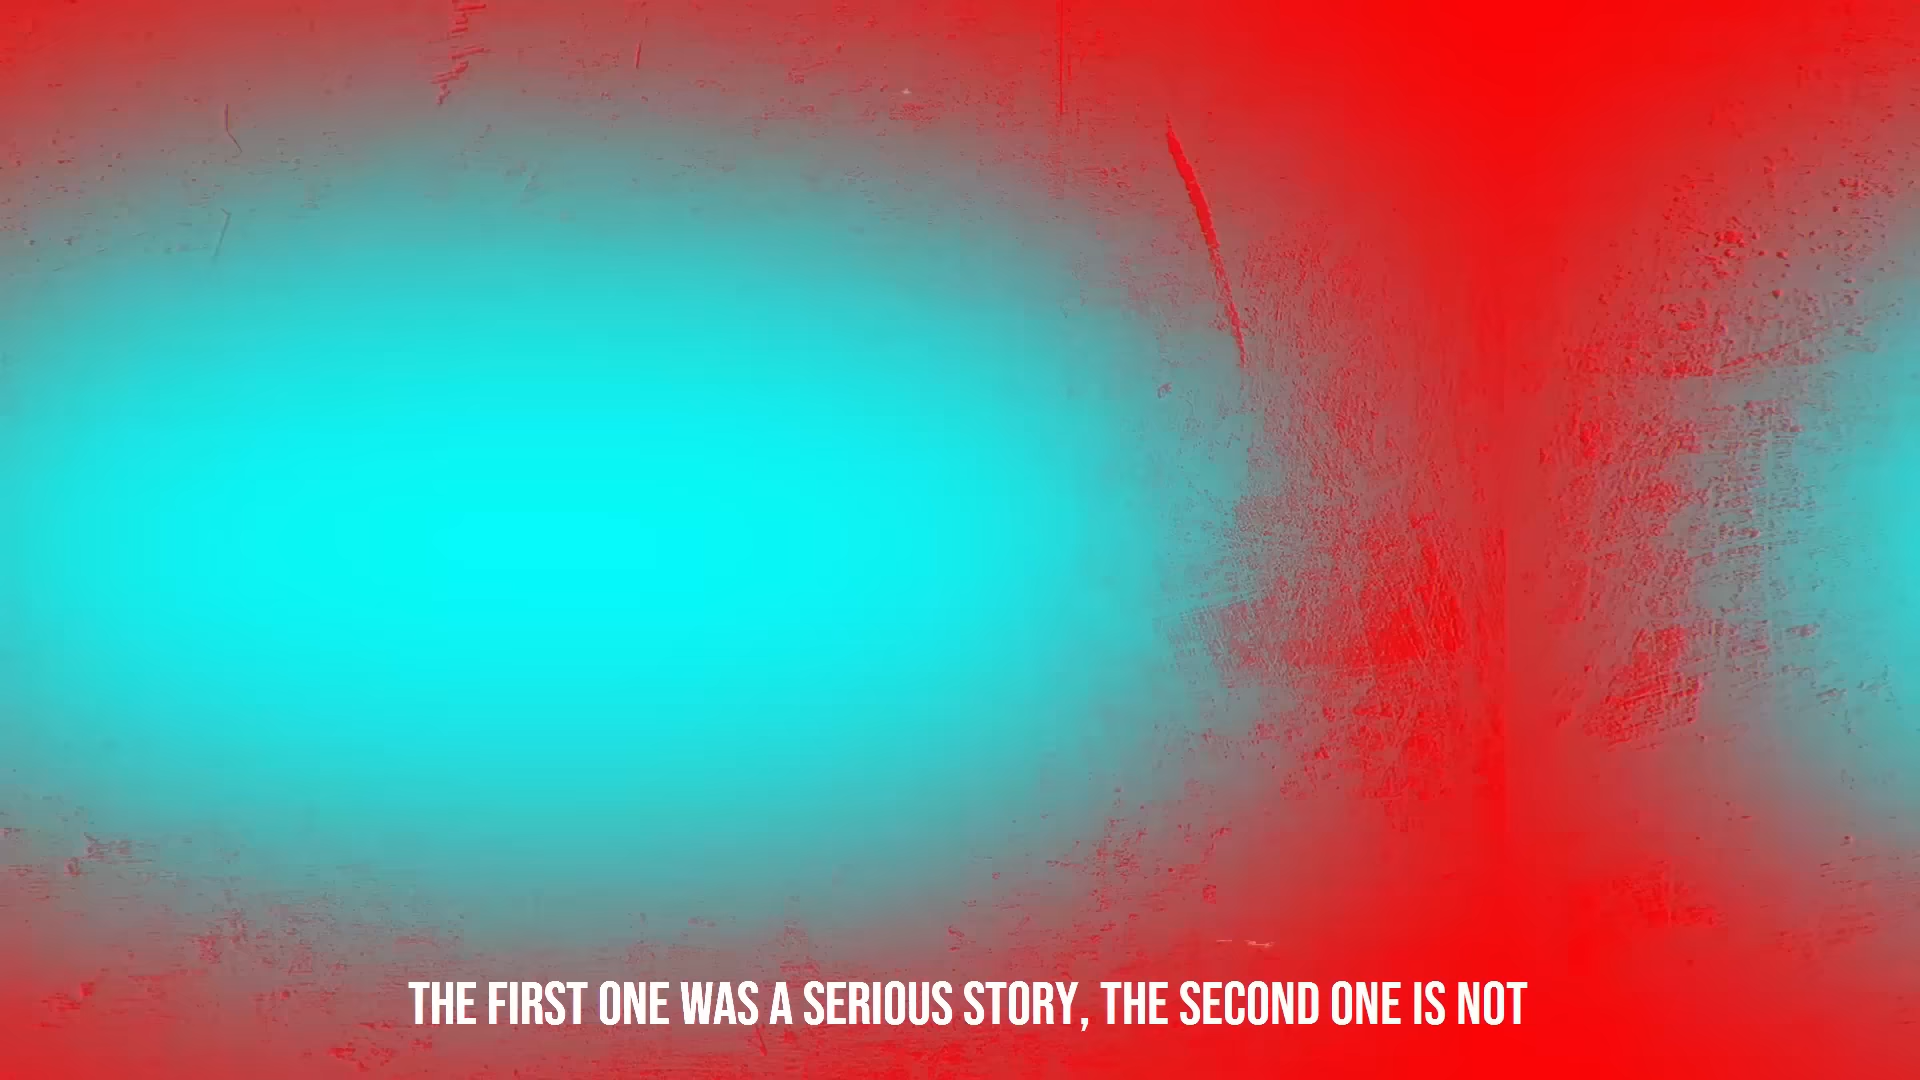 THE FIRST ONE WAS A SERIOUS STORY, THE SECOND ONE IS NOT